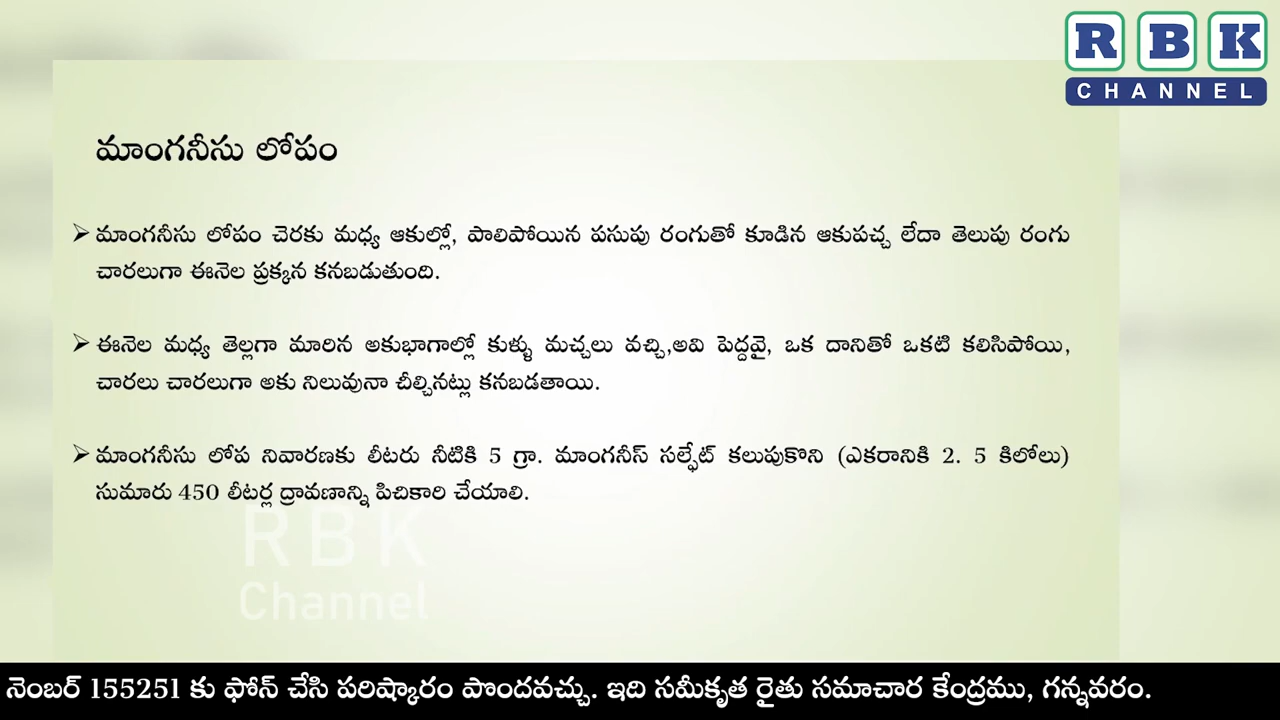 R B K
CHANNEL
మాంగనీసు లోపం
➢ మాంగనీసు లోపం చెరకు మధ్య ఆకుల్లో, పాలిపోయిన పసుపు రంగుతో కూడిన ఆకుపచ్చ లేదా తెలుపు రంగు
చారలుగా ఈనెల ప్రక్కన కనబడుతుంది.
➢ ఈనెల మధ్య తెల్లగా మారిన అకుభాగాల్లో కుళ్ళు మచ్చలు వచ్చి,అవి పెద్దవై, ఒక దానితో ఒకటి కలిసిపోయి,
చారలు చారలుగా అకు నిలువునా చీల్చినట్లు కనబడతాయి.
➢ మాంగనీసు లోప నివారణకు లీటరు నీటికి 5 గ్రా. మాంగనీస్ సల్ఫేట్ కలుపుకొని (ఎకరానికి 2. 5 కిలోలు)
సుమారు 450 లీటర్ల ద్రావణాన్ని పిచికారి చేయాలి.
RBK
Channel
నెంబర్ 155251 కు ఫోన్ చేసి పరిష్కారం పొందవచ్చు. ఇది సమీకృత రైతు సమాచార కేంద్రము, గన్నవరం.